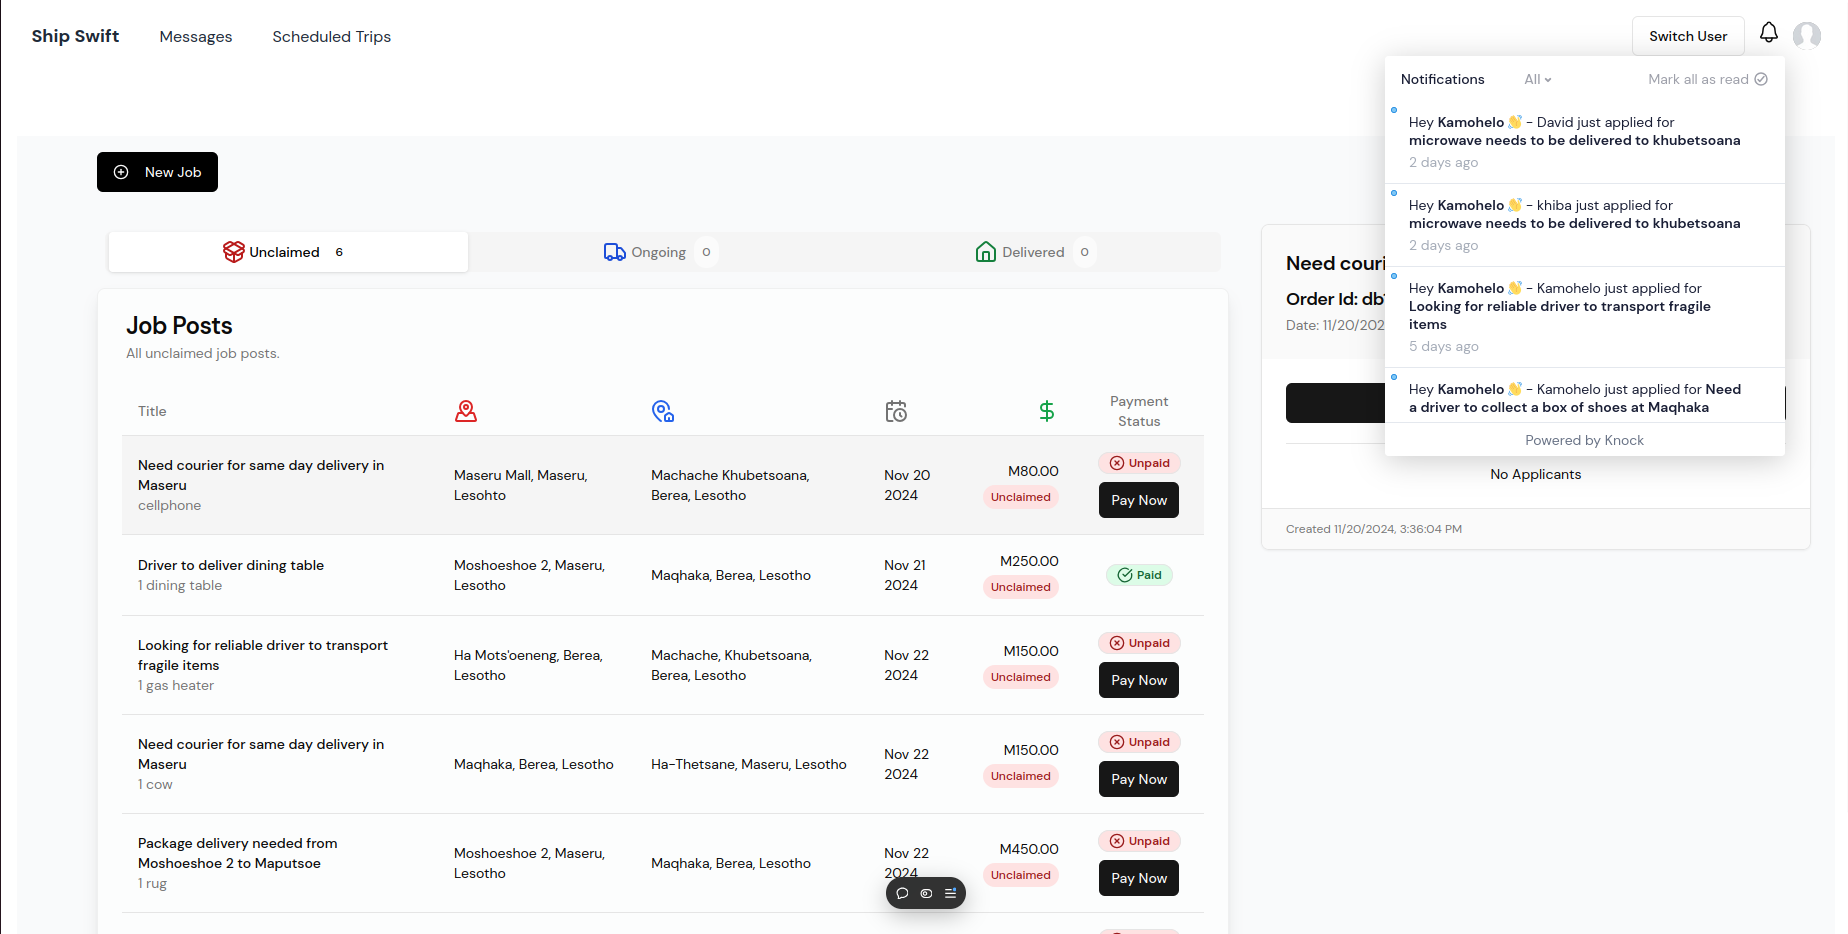 Ship Swift
Messages
Scheduled Trips
Switch User
Notifications
All
Mark all as read
Hey Kamohelo 👋 - David just applied for
microwave needs to be delivered to khubetsoana
2 days ago
Hey Kamohelo 👋 - khiba just applied for
microwave needs to be delivered to khubetsoana
2 days ago
Hey Kamohelo 👋 - Kamohelo just applied for
Looking for reliable driver to transport fragile
items
5 days ago
Hey Kamohelo 👋 - Kamohelo just applied for Need
a driver to collect a box of shoes at Maqhaka
Powered by Knock
New Job
Unclaimed 6
Ongoing 0
Delivered 0
Job Posts
All unclaimed job posts.
Title
Payment
Status
Need courier for same day delivery in
Maseru
cellphone
Maseru Mall, Maseru,
Lesohto
Machache Khubetsoana,
Berea, Lesotho
Nov 20
2024
M80.00
Unclaimed
Unpaid
Pay Now
Driver to deliver dining table
1 dining table
Moshoeshoe 2, Maseru,
Lesotho
Maqhaka, Berea, Lesotho
Nov 21
2024
M250.00
Unclaimed
Paid
Looking for reliable driver to transport
fragile items
1 gas heater
Ha Mots'oeneng, Berea,
Lesotho
Machache, Khubetsoana,
Berea, Lesotho
Nov 22
2024
M150.00
Unclaimed
Unpaid
Pay Now
Need courier for same day delivery in
Maseru
1 cow
Maqhaka, Berea, Lesotho
Ha-Thetsane, Maseru, Lesotho
Nov 22
2024
M150.00
Unclaimed
Unpaid
Pay Now
Package delivery needed from
Moshoeshoe 2 to Maputsoe
1 rug
Moshoeshoe 2, Maseru,
Lesotho
Maqhaka, Berea, Lesotho
Nov 22
2024
M450.00
Unclaimed
Unpaid
Pay Now
Need couri
Order Id: db
Date: 11/20/202
No Applicants
Created 11/20/2024, 3:36:04 PM